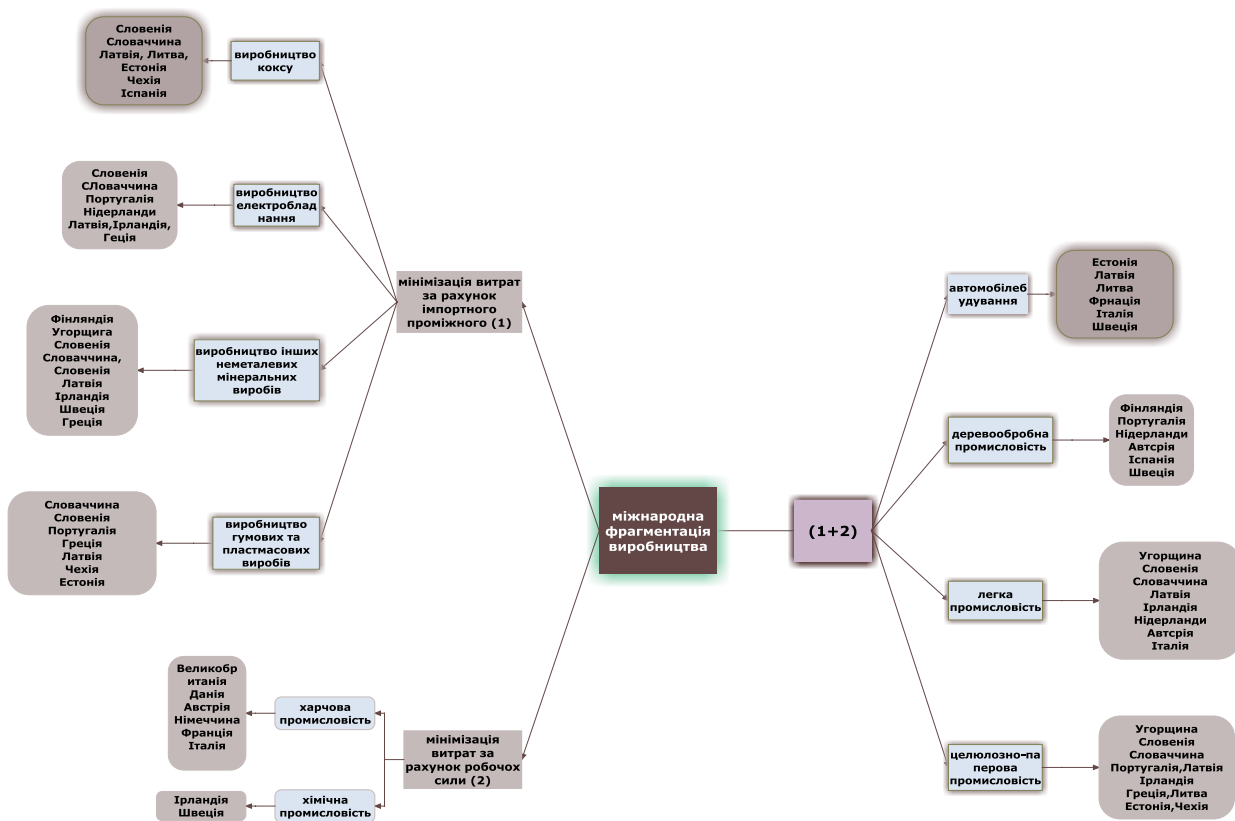 Словенія
Словаччина
Латвія, Литва,
Естонія
Чехія
Іспанія
виробництво
коксу
Словенія
СЛоваччина
Португалія
Нідерланди
Латвія,Ірландія,
Геція
виробництво
електроблад
нання
Фінляндія
Угорщига
Словенія
Словаччина,
Словенія
Латвія
Ірландія
Швеція
Греція
виробництво інших
неметалевих
мінеральних
виробів
Словаччина
Словенія
Португалія
Греція
Латвія
Чехія
Естонія
виробництво
гумових та
пластмасових
виробів
мінімізація витрат
за рахунок
імпортного
проміжного (1)
Великобр
итанія
Данія
Австрія
Німеччина
Франція
Італія
харчова
промисловість
Ірландія
Швеція
хімічна
промисловість
мінімізація
витрат за
рахунок робочох
сили (2)
міжнародна
фрагментація
виробництва
(1+2)
автомобілеб
удування
Естонія
Латвія
Литва
Фрнація
Італія
Швеція
деревообробна
промисловість
Фінляндія
Португалія
Нідерланди
Автсрія
Іспанія
Швеція
легка
промисловість
Угорщина
Словенія
Словаччина
Латвія
Ірландія
Нідерланди
Автсрія
Італія
целюлозно-па
перова
промисловість
Угорщина
Словенія
Словаччина
Португалія,Латвія
Ірландія
Греція,Литва
Естонія,Чехія